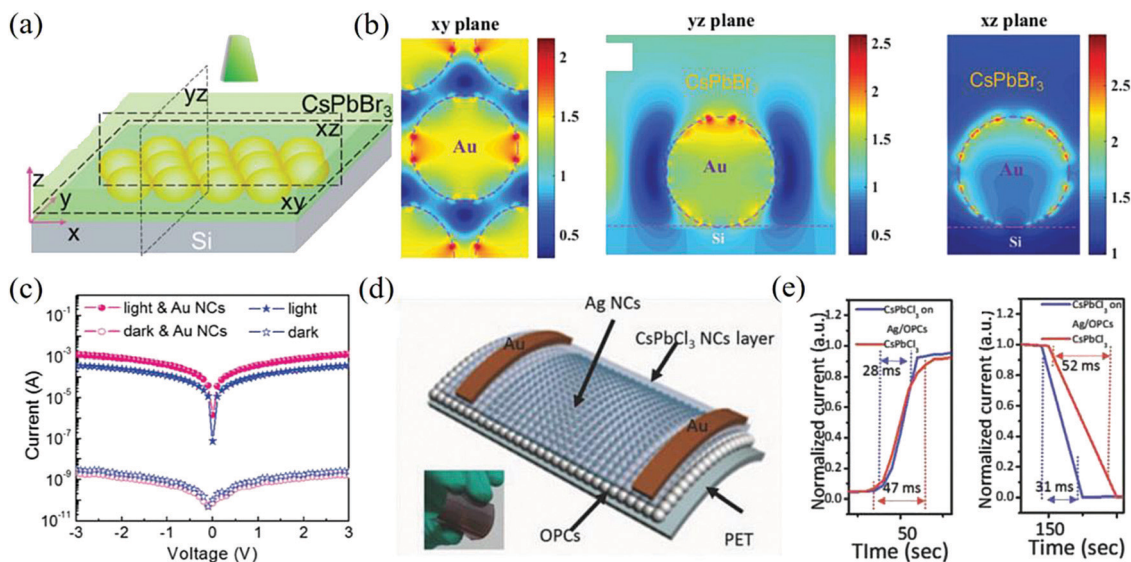 (a)
yz
CsPbBr3
xz
z
y
x
xy
Si
(b)
xy plane
yz plane
xz plane
Au
2
1.5
1
0.5
CsPbBr3
Au
Si
2.5
2
1.5
1
0.5
CsPbBr3
Au
Si
2.5
2
1.5
1
(c)
light & Au NCs
light
dark & Au NCs
dark
Current (A)
10-1
10-3
10-5
10-7
10-9
10-11
-3 -2 -1 0 1 2 3
Voltage (V)
(d)
Ag NCs
CsPbCl3 NCs layer
Au
Au
OPCs
PET
(e)
CsPbCl3 on
Ag/OPCs
CsPbCl3
28 ms
47 ms
Normalized current (a.u.)
1.0
0.8
0.6
0.4
0.2
0.0
50
TIme (sec)
CsPbCl3 on
Ag/OPCs
CsPbCl3
52 ms
31 ms
Normalized current (a.u.)
1.0
0.8
0.6
0.4
0.2
0.0
150
Time (sec)